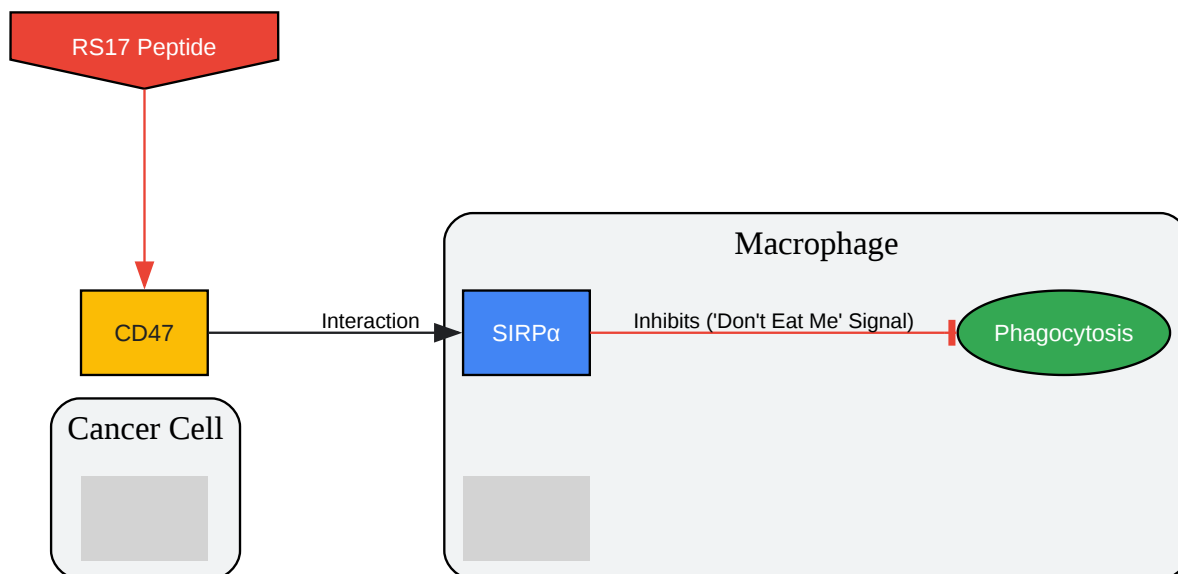 RS17 Peptide
Macrophage
CD47
Interaction
SIRPα
Inhibits ('Don't Eat Me' Signal)
Phagocytosis
Cancer Cell